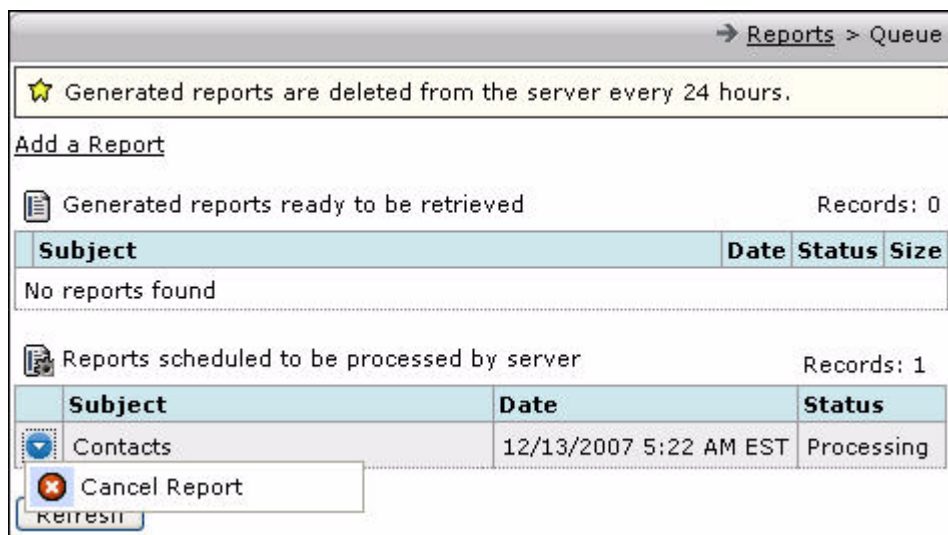 Reports > Queue
Generated reports are deleted from the server every 24 hours.
Add a Report
Generated reports ready to be retrieved Records: 0
Subject Date Status Size
No reports found
Reports scheduled to be processed by server Records: 1
Subject Date Status
Contacts 12/13/2007 5:22 AM EST Processing
Cancel Report
Refresh